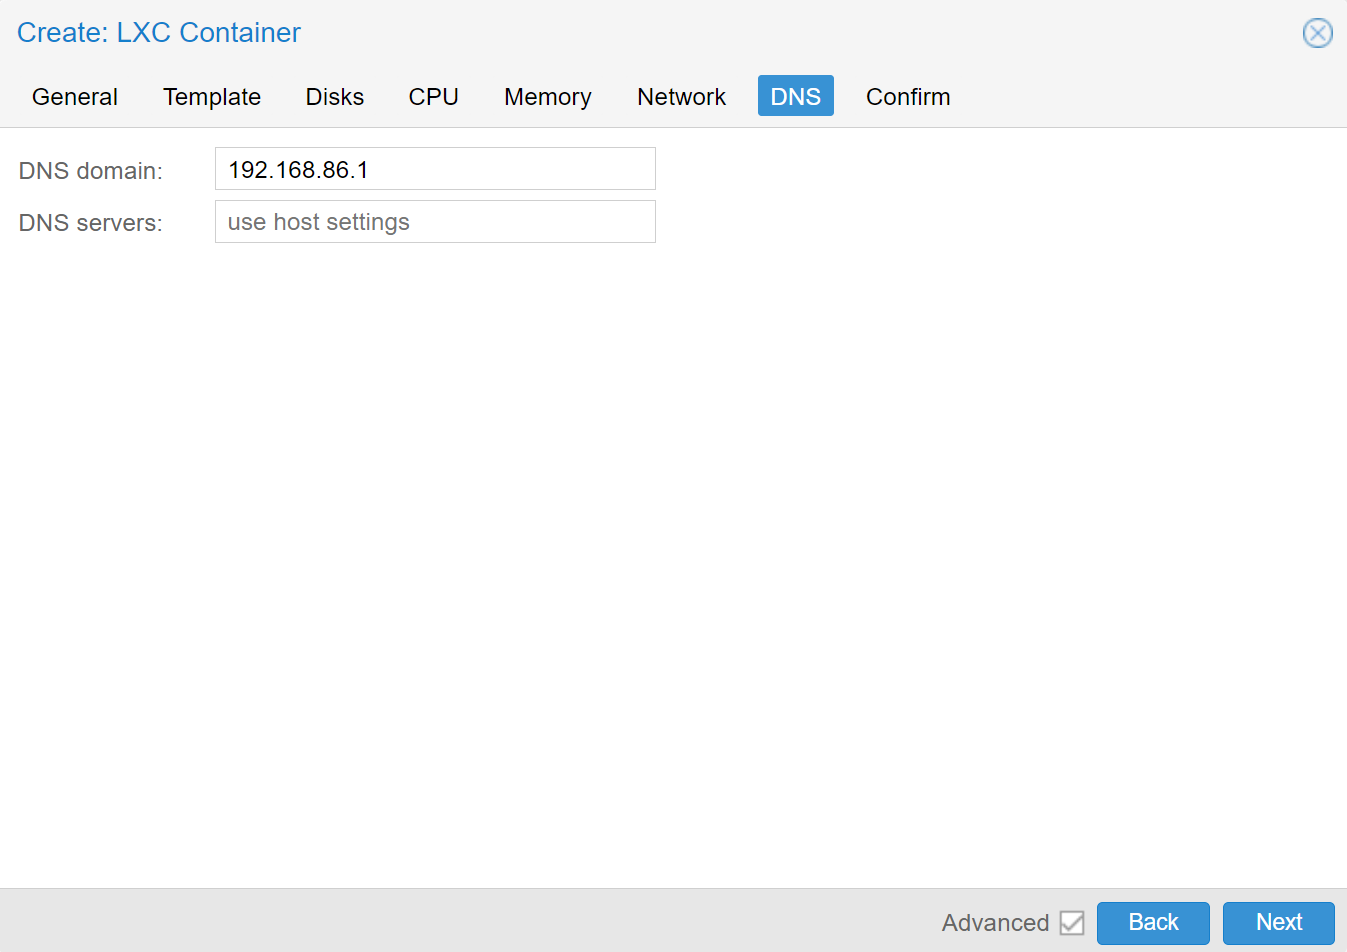 Create: LXC Container
General Template Disks CPU Memory Network DNS Confirm
DNS domain: 192.168.86.1
DNS servers: use host settings
Advanced Back Next